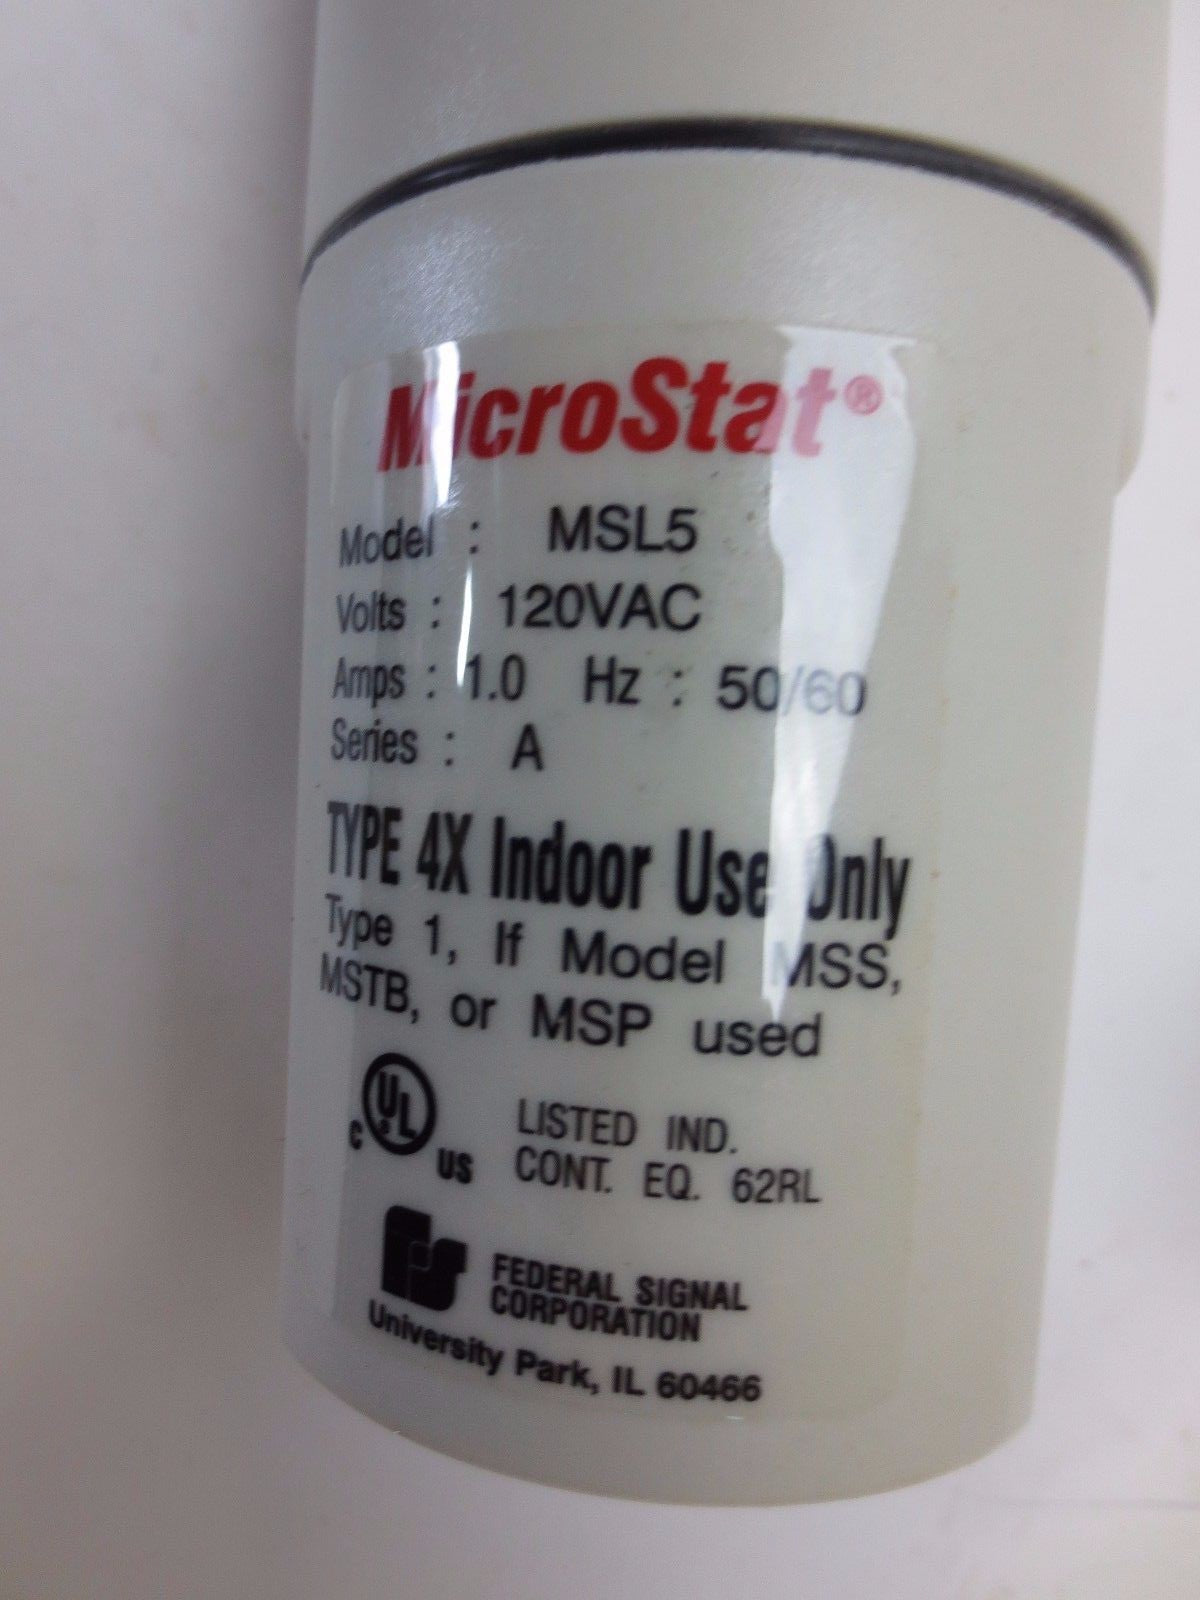 MicroStat®
Model : MSL5
Volts : 120VAC
Amps : 1.0 Hz : 50/60
Series : A
TYPE 4X Indoor Use Only
Type 1, If Model MSS,
MSTB, or MSP used
c UL US LISTED IND.
CONT. EQ. 62RL
FS FEDERAL SIGNAL
CORPORATION
University Park, IL 60466